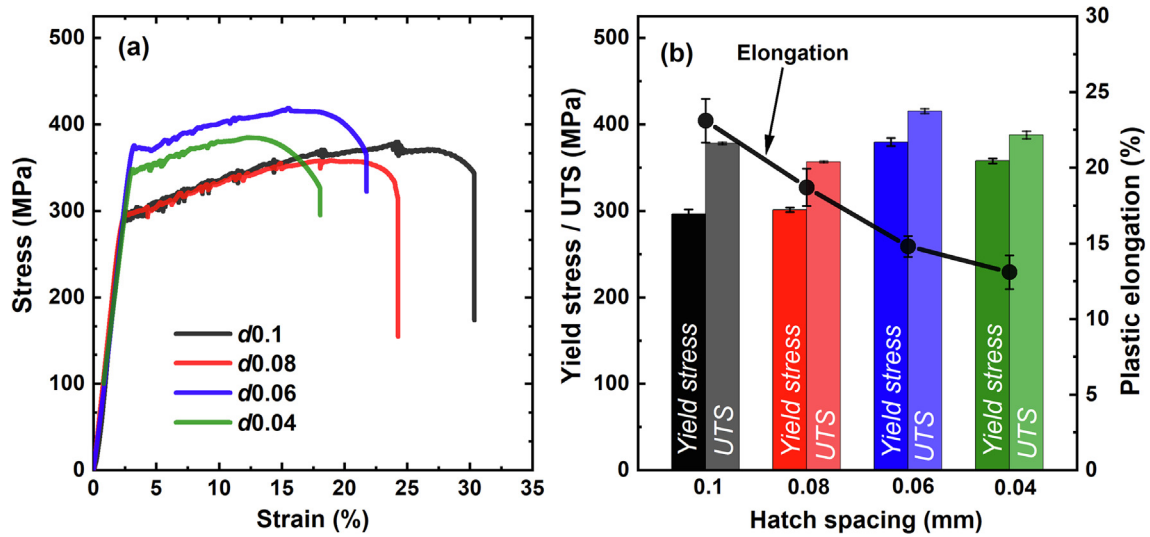 (a)
Stress (MPa)
500
400
300
200
100
0
0 5 10 15 20 25 30 35
Strain (%)
d0.1
d0.08
d0.06
d0.04
(b)
Elongation
Yield stress / UTS (MPa)
500
400
300
200
100
0
Yield stress
UTS
Yield stress
UTS
Yield stress
UTS
Yield stress
UTS
0.1 0.08 0.06 0.04
Hatch spacing (mm)
30
25
20
15
10
5
0
Plastic elongation (%)